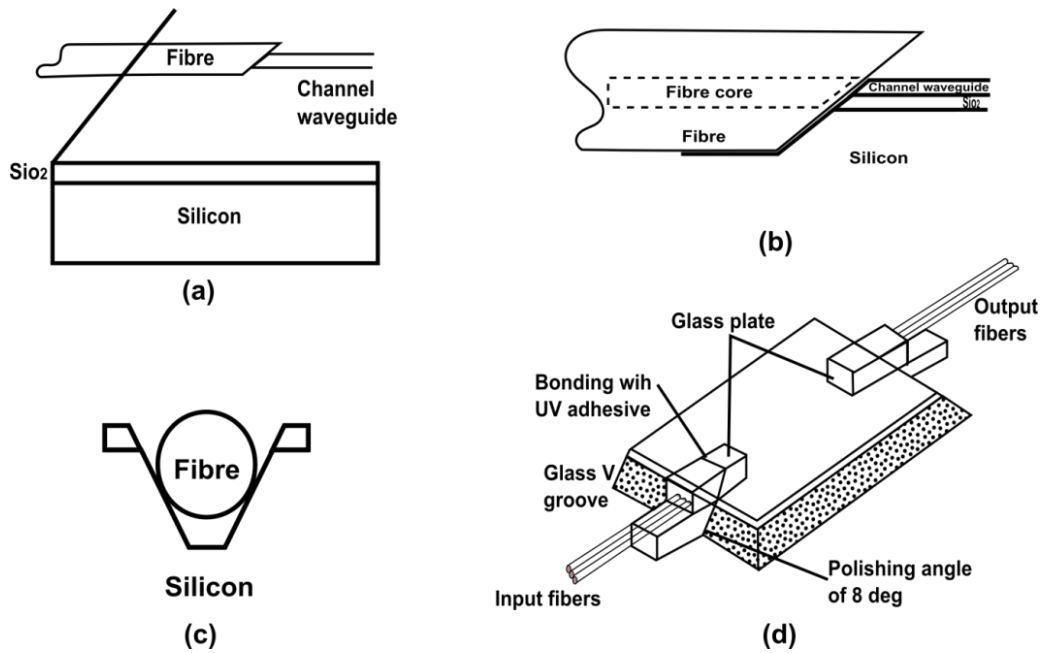 Fibre
Channel
waveguide
Sio₂
Silicon
(a)
Fibre core
Channel waveguide
Sio₂
Fibre
Silicon
(b)
Fibre
Silicon
(c)
Glass plate
Output
fibers
Bonding wih
UV adhesive
Glass V
groove
Input fibers
Polishing angle
of 8 deg
(d)